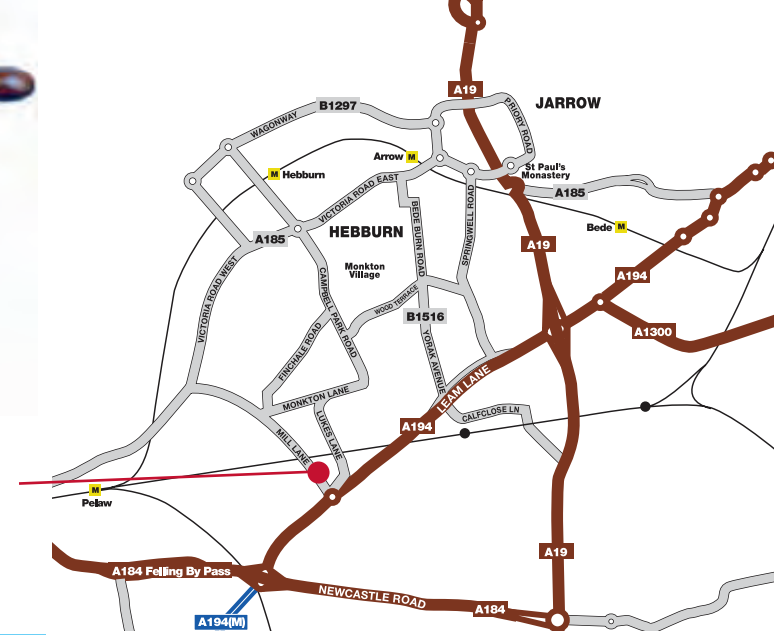 A19
JARROW
B1297
WAGONWAY
PRIORY ROAD
Arrow M
St Paul's
Monastery
M Hebburn
VICTORIA ROAD EAST
A185
BEDE BURN ROAD
SPRINGWELL ROAD
Bede M
A185
HEBBURN
A19
Monkton
Village
A194
VICTORIA ROAD WEST
CAMPBELL PARK ROAD
WOOD TERRACE
B1516
A1300
FINCHALE ROAD
YORAK AVENUE
LEAM LANE
MONKTON LANE
CALFCLOSE LN
A194
LUKES LANE
MILL LANE
M
Pelaw
A19
A184 Felling By Pass
NEWCASTLE ROAD
A184
A194(M)